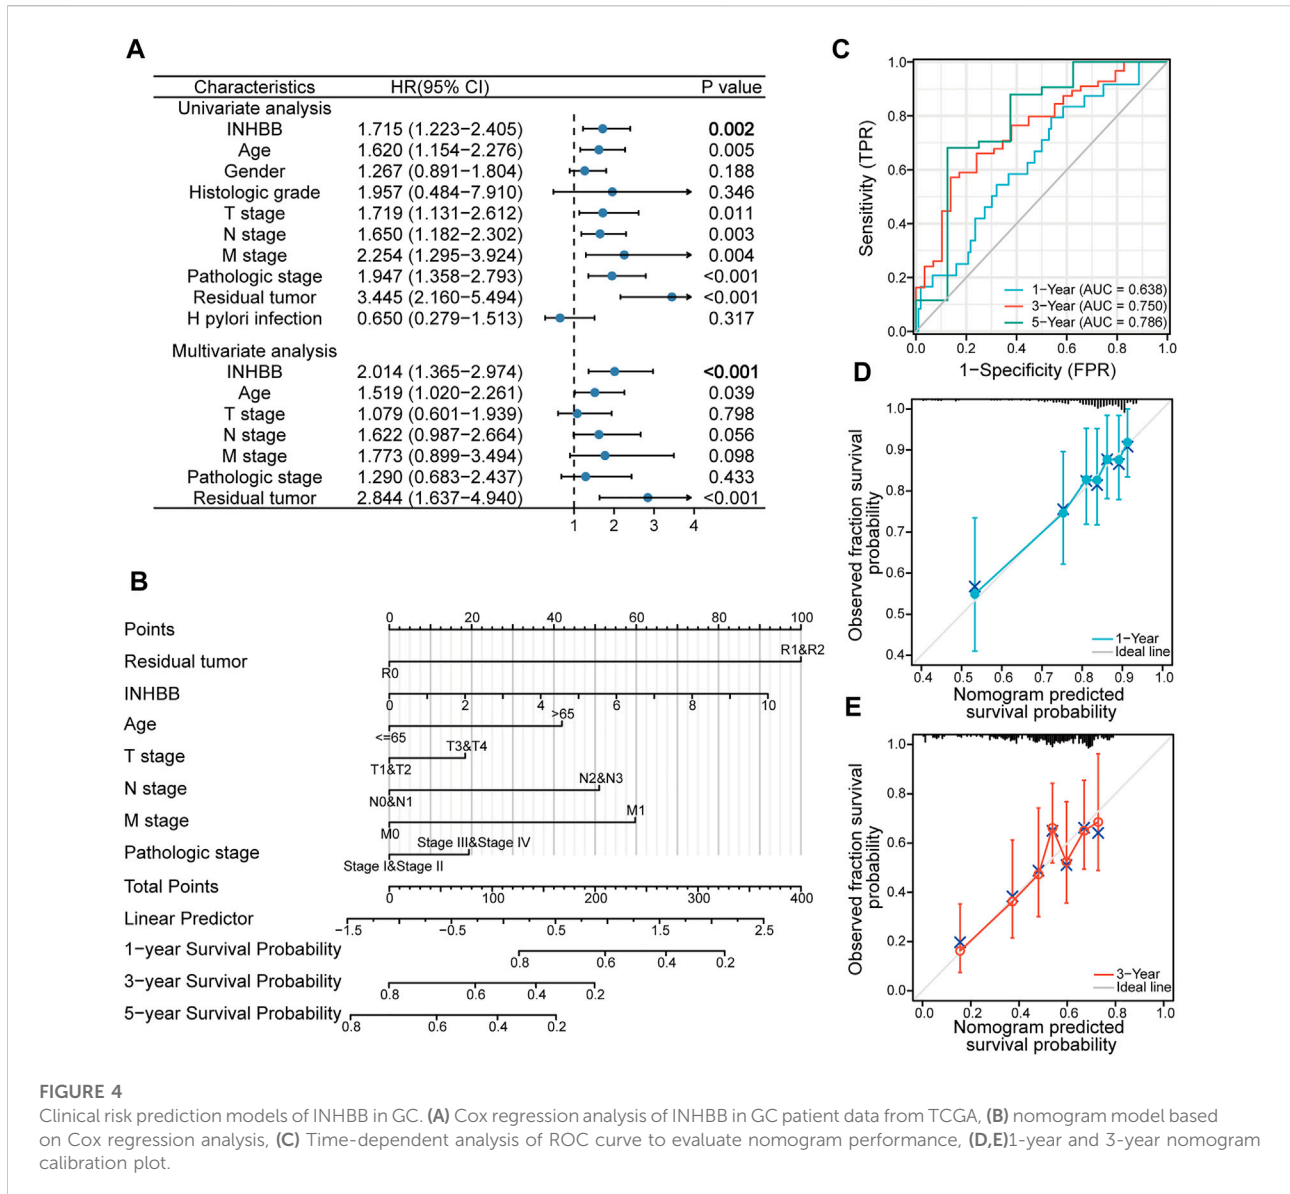 A
Characteristics HR(95% CI) P value
Univariate analysis
INHBB 1.715 (1.223−2.405) 0.002
Age 1.620 (1.154−2.276) 0.005
Gender 1.267 (0.891−1.804) 0.188
Histologic grade 1.957 (0.484−7.910) 0.346
T stage 1.719 (1.131−2.612) 0.011
N stage 1.650 (1.182−2.302) 0.003
M stage 2.254 (1.295−3.924) 0.004
Pathologic stage 1.947 (1.358−2.793) <0.001
Residual tumor 3.445 (2.160−5.494) <0.001
H pylori infection 0.650 (0.279−1.513) 0.317
Multivariate analysis
INHBB 2.014 (1.365−2.974) <0.001
Age 1.519 (1.020−2.261) 0.039
T stage 1.079 (0.601−1.939) 0.798
N stage 1.622 (0.987−2.664) 0.056
M stage 1.773 (0.899−3.494) 0.098
Pathologic stage 1.290 (0.683−2.437) 0.433
Residual tumor 2.844 (1.637−4.940) <0.001
1 2 3 4
B
0 20 40 60 80 100
Points
R1&R2
Residual tumor
R0
INHBB
0 2 4 6 8 10
>65
Age
<=65
T3&T4
T stage
T1&T2
N2&N3
N stage
N0&N1
M1
M stage
M0
Stage III&Stage IV
Pathologic stage
Stage I&Stage II
Total Points
0 100 200 300 400
Linear Predictor
−1.5 −0.5 0.5 1.5 2.5
1−year Survival Probability
0.8 0.6 0.4 0.2
3−year Survival Probability
0.8 0.6 0.4 0.2
5−year Survival Probability
0.8 0.6 0.4 0.2
C
Sensitivity (TPR)
1.0
0.8
0.6
0.4
0.2
0.0
1−Year (AUC = 0.638)
3−Year (AUC = 0.750)
5−Year (AUC = 0.786)
0.0 0.2 0.4 0.6 0.8 1.0
1−Specificity (FPR)
D
Observed fraction survival
probability
1.0
0.9
0.8
0.7
0.6
0.5
0.4
1−Year
Ideal line
0.4 0.5 0.6 0.7 0.8 0.9 1.0
Nomogram predicted
survival probability
E
Observed fraction survival
probability
1.0
0.8
0.6
0.4
0.2
0.0
3−Year
Ideal line
0.0 0.2 0.4 0.6 0.8 1.0
Nomogram predicted
survival probability
FIGURE 4
Clinical risk prediction models of INHBB in GC. (A) Cox regression analysis of INHBB in GC patient data from TCGA, (B) nomogram model based
on Cox regression analysis, (C) Time-dependent analysis of ROC curve to evaluate nomogram performance, (D,E)1-year and 3-year nomogram
calibration plot.